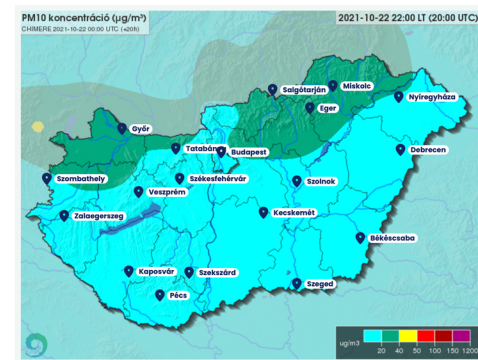 PM10 koncentráció (µg/m³)
2021-10-22 22:00 LT (20:00 UTC)
CHIMERE 2021-10-22 00:00 UTC (+20h)
Salgótarján
Miskolc
Nyíregyháza
Eger
Győr
Tatabán
Budapest
Debrecen
Szombathely
Székesfehérvár
Szolnok
Veszprém
Zalaegerszeg
Kecskemét
Békéscsaba
Kaposvár
Szekszárd
Szeged
Pécs
ug/m3
20 40 50 100 150 1200